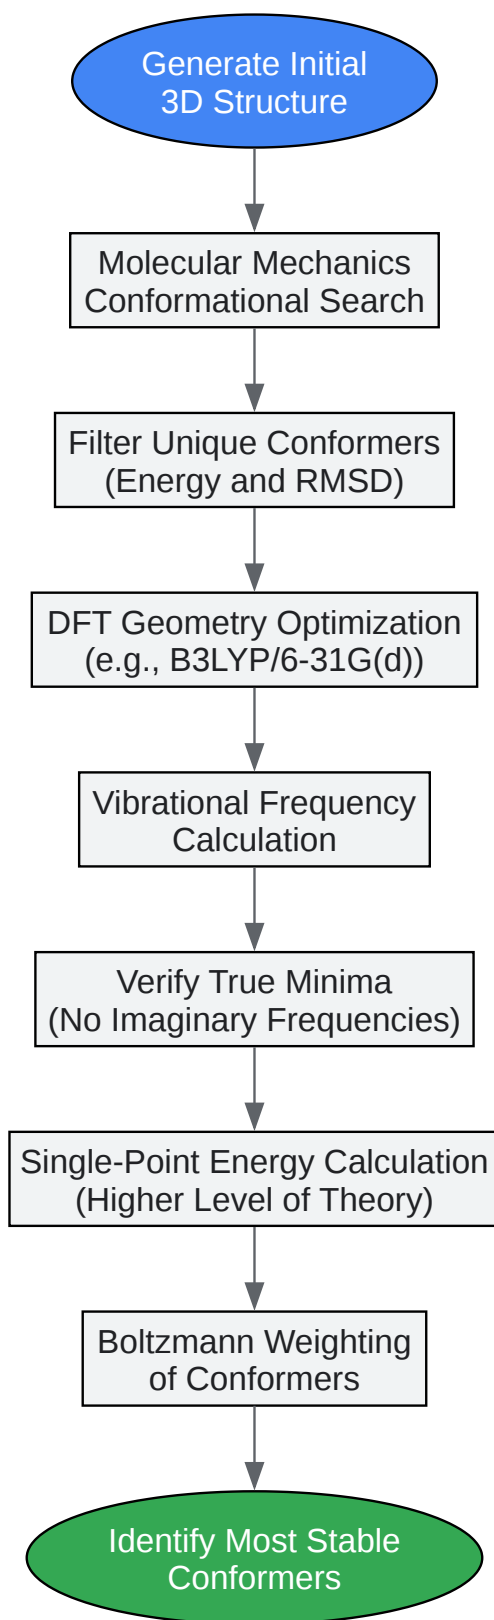 Generate Initial
3D Structure
Molecular Mechanics
Conformational Search
Filter Unique Conformers
(Energy and RMSD)
DFT Geometry Optimization
(e.g., B3LYP/6-31G(d))
Vibrational Frequency
Calculation
Verify True Minima
(No Imaginary Frequencies)
Single-Point Energy Calculation
(Higher Level of Theory)
Boltzmann Weighting
of Conformers
Identify Most Stable
Conformers